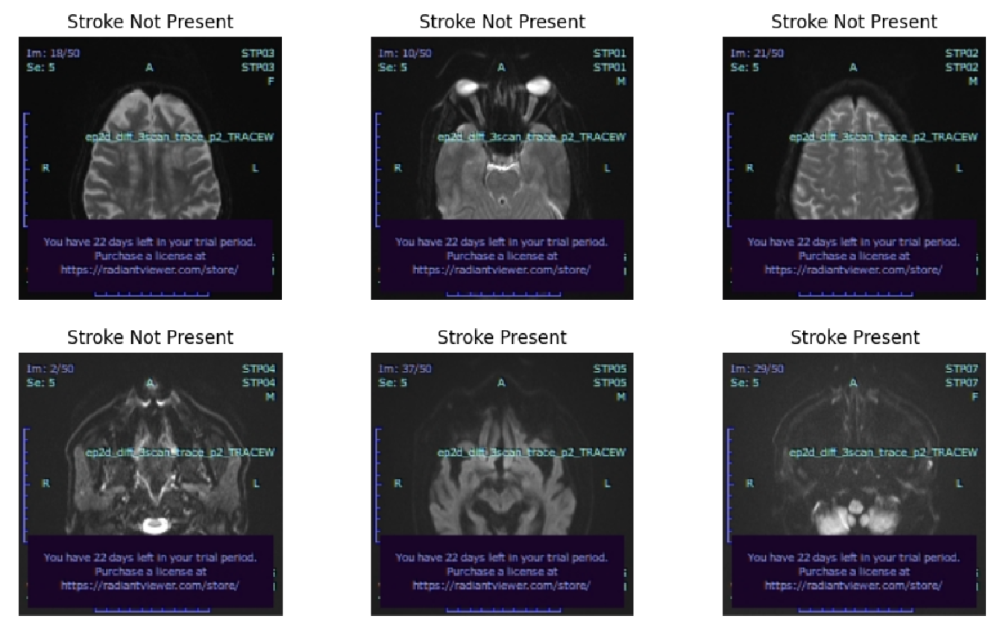 Stroke Not Present
Im: 18/50
Se: 5
A
STP03
STP03
F
ep2d_diff_3scan_trace_p2_TRACEW
R
L
You have 22 days left in your trial period.
Purchase a license at
https://radiantviewer.com/store/
Stroke Not Present
Im: 10/50
Se: 5
A
STP01
STP01
M
ep2d_diff_3scan_trace_p2_TRACEW
R
L
You have 22 days left in your trial period.
Purchase a license at
https://radiantviewer.com/store/
Stroke Not Present
Im: 21/50
Se: 5
A
STP02
STP02
M
ep2d_diff_3scan_trace_p2_TRACEW
R
L
You have 22 days left in your trial period.
Purchase a license at
https://radiantviewer.com/store/
Stroke Not Present
Im: 2/50
Se: 5
A
STP04
STP04
M
ep2d_diff_3scan_trace_p2_TRACEW
R
L
You have 22 days left in your trial period.
Purchase a license at
https://radiantviewer.com/store/
Stroke Present
Im: 37/50
Se: 5
A
STP05
STP05
M
ep2d_diff_3scan_trace_p2_TRACEW
R
L
You have 22 days left in your trial period.
Purchase a license at
https://radiantviewer.com/store/
Stroke Present
Im: 29/50
Se: 5
A
STP07
STP07
F
ep2d_diff_3scan_trace_p2_TRACEW
R
L
You have 22 days left in your trial period.
Purchase a license at
https://radiantviewer.com/store/